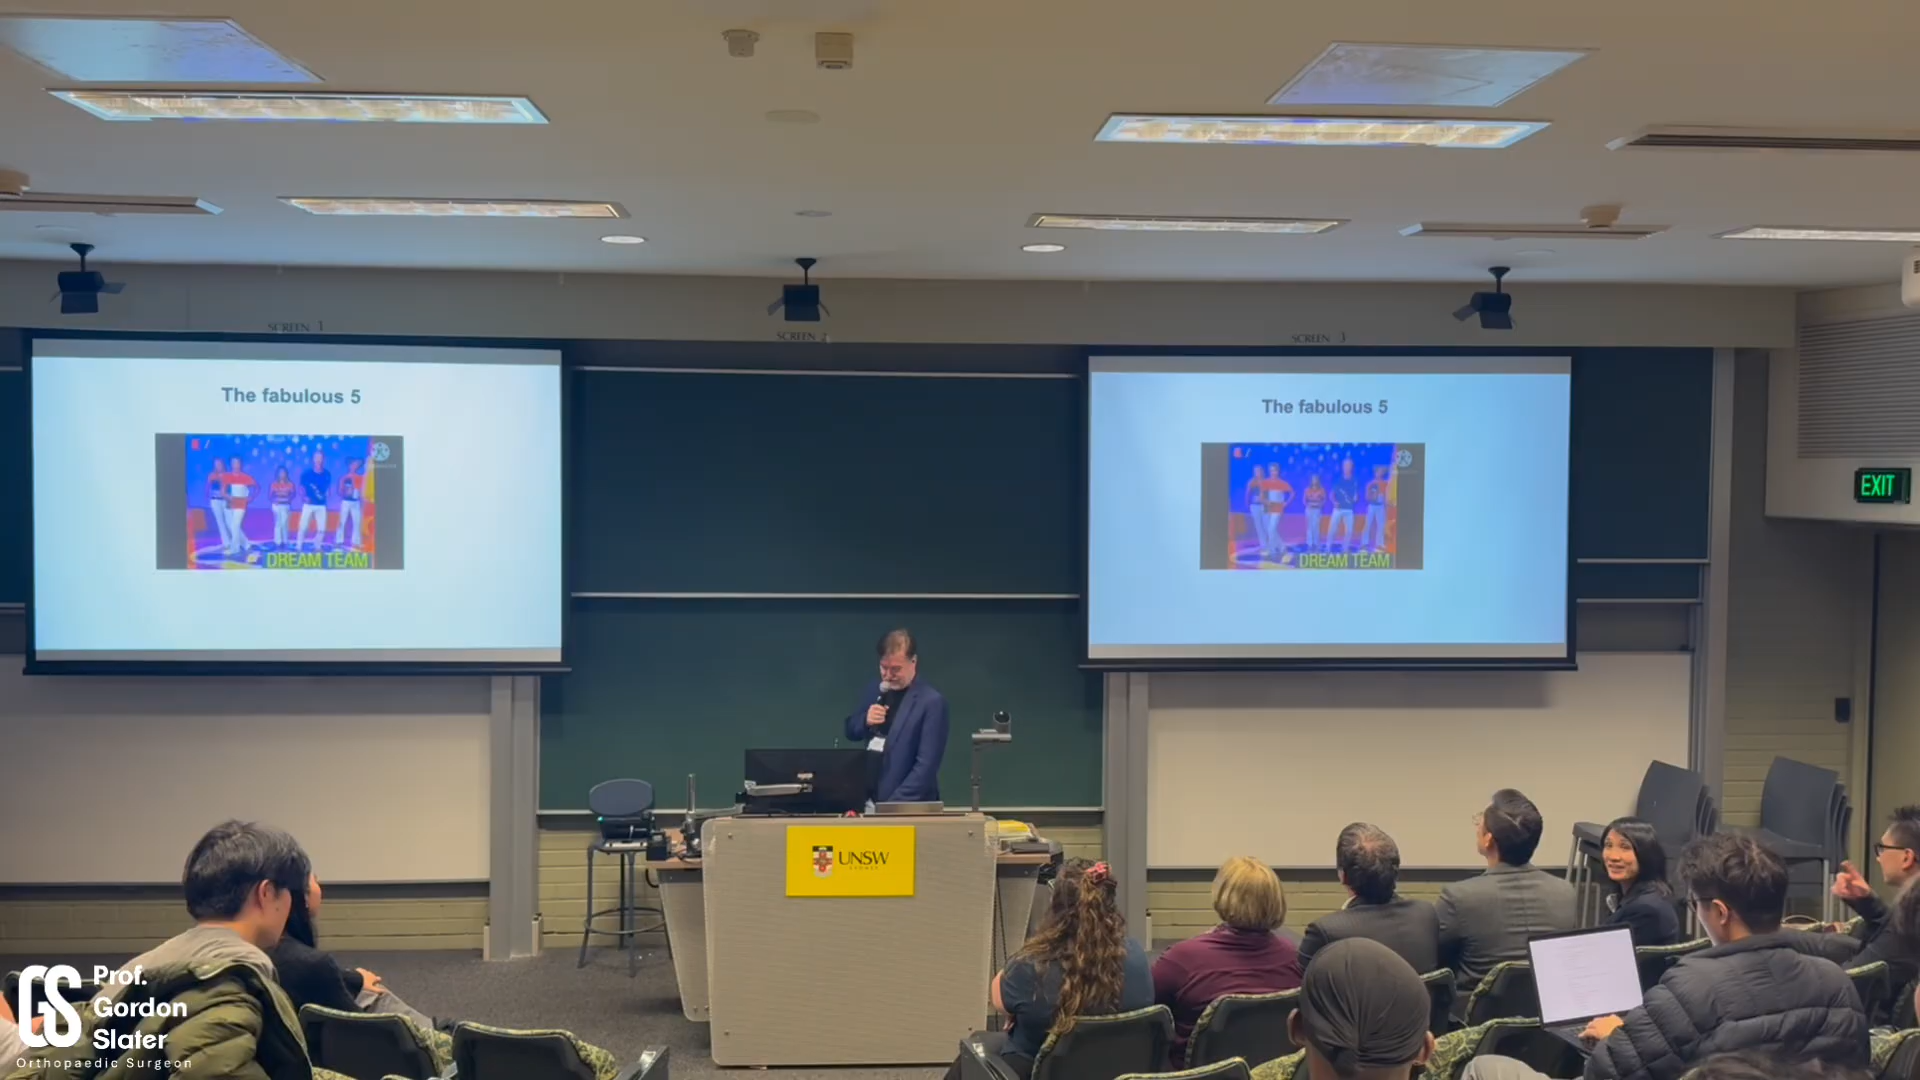 SCREEN 1
SCREEN 2
SCREEN 3
The fabulous 5
DREAM TEAM
The fabulous 5
DREAM TEAM
EXIT
UNSW
GS
Prof.
Gordon
Slater
Orthopaedic Surgeon